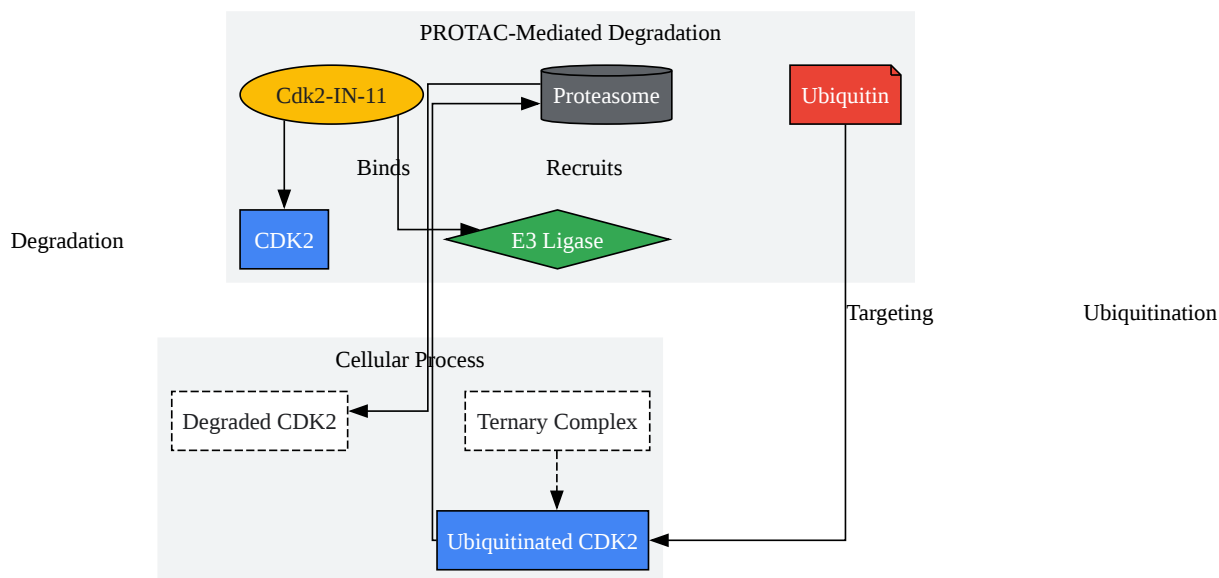 PROTAC-Mediated Degradation
Cdk2-IN-11
Proteasome
Ubiquitin
Binds
Recruits
CDK2
E3 Ligase
Degradation
Targeting
Ubiquitination
Cellular Process
Degraded CDK2
Ternary Complex
Ubiquitinated CDK2